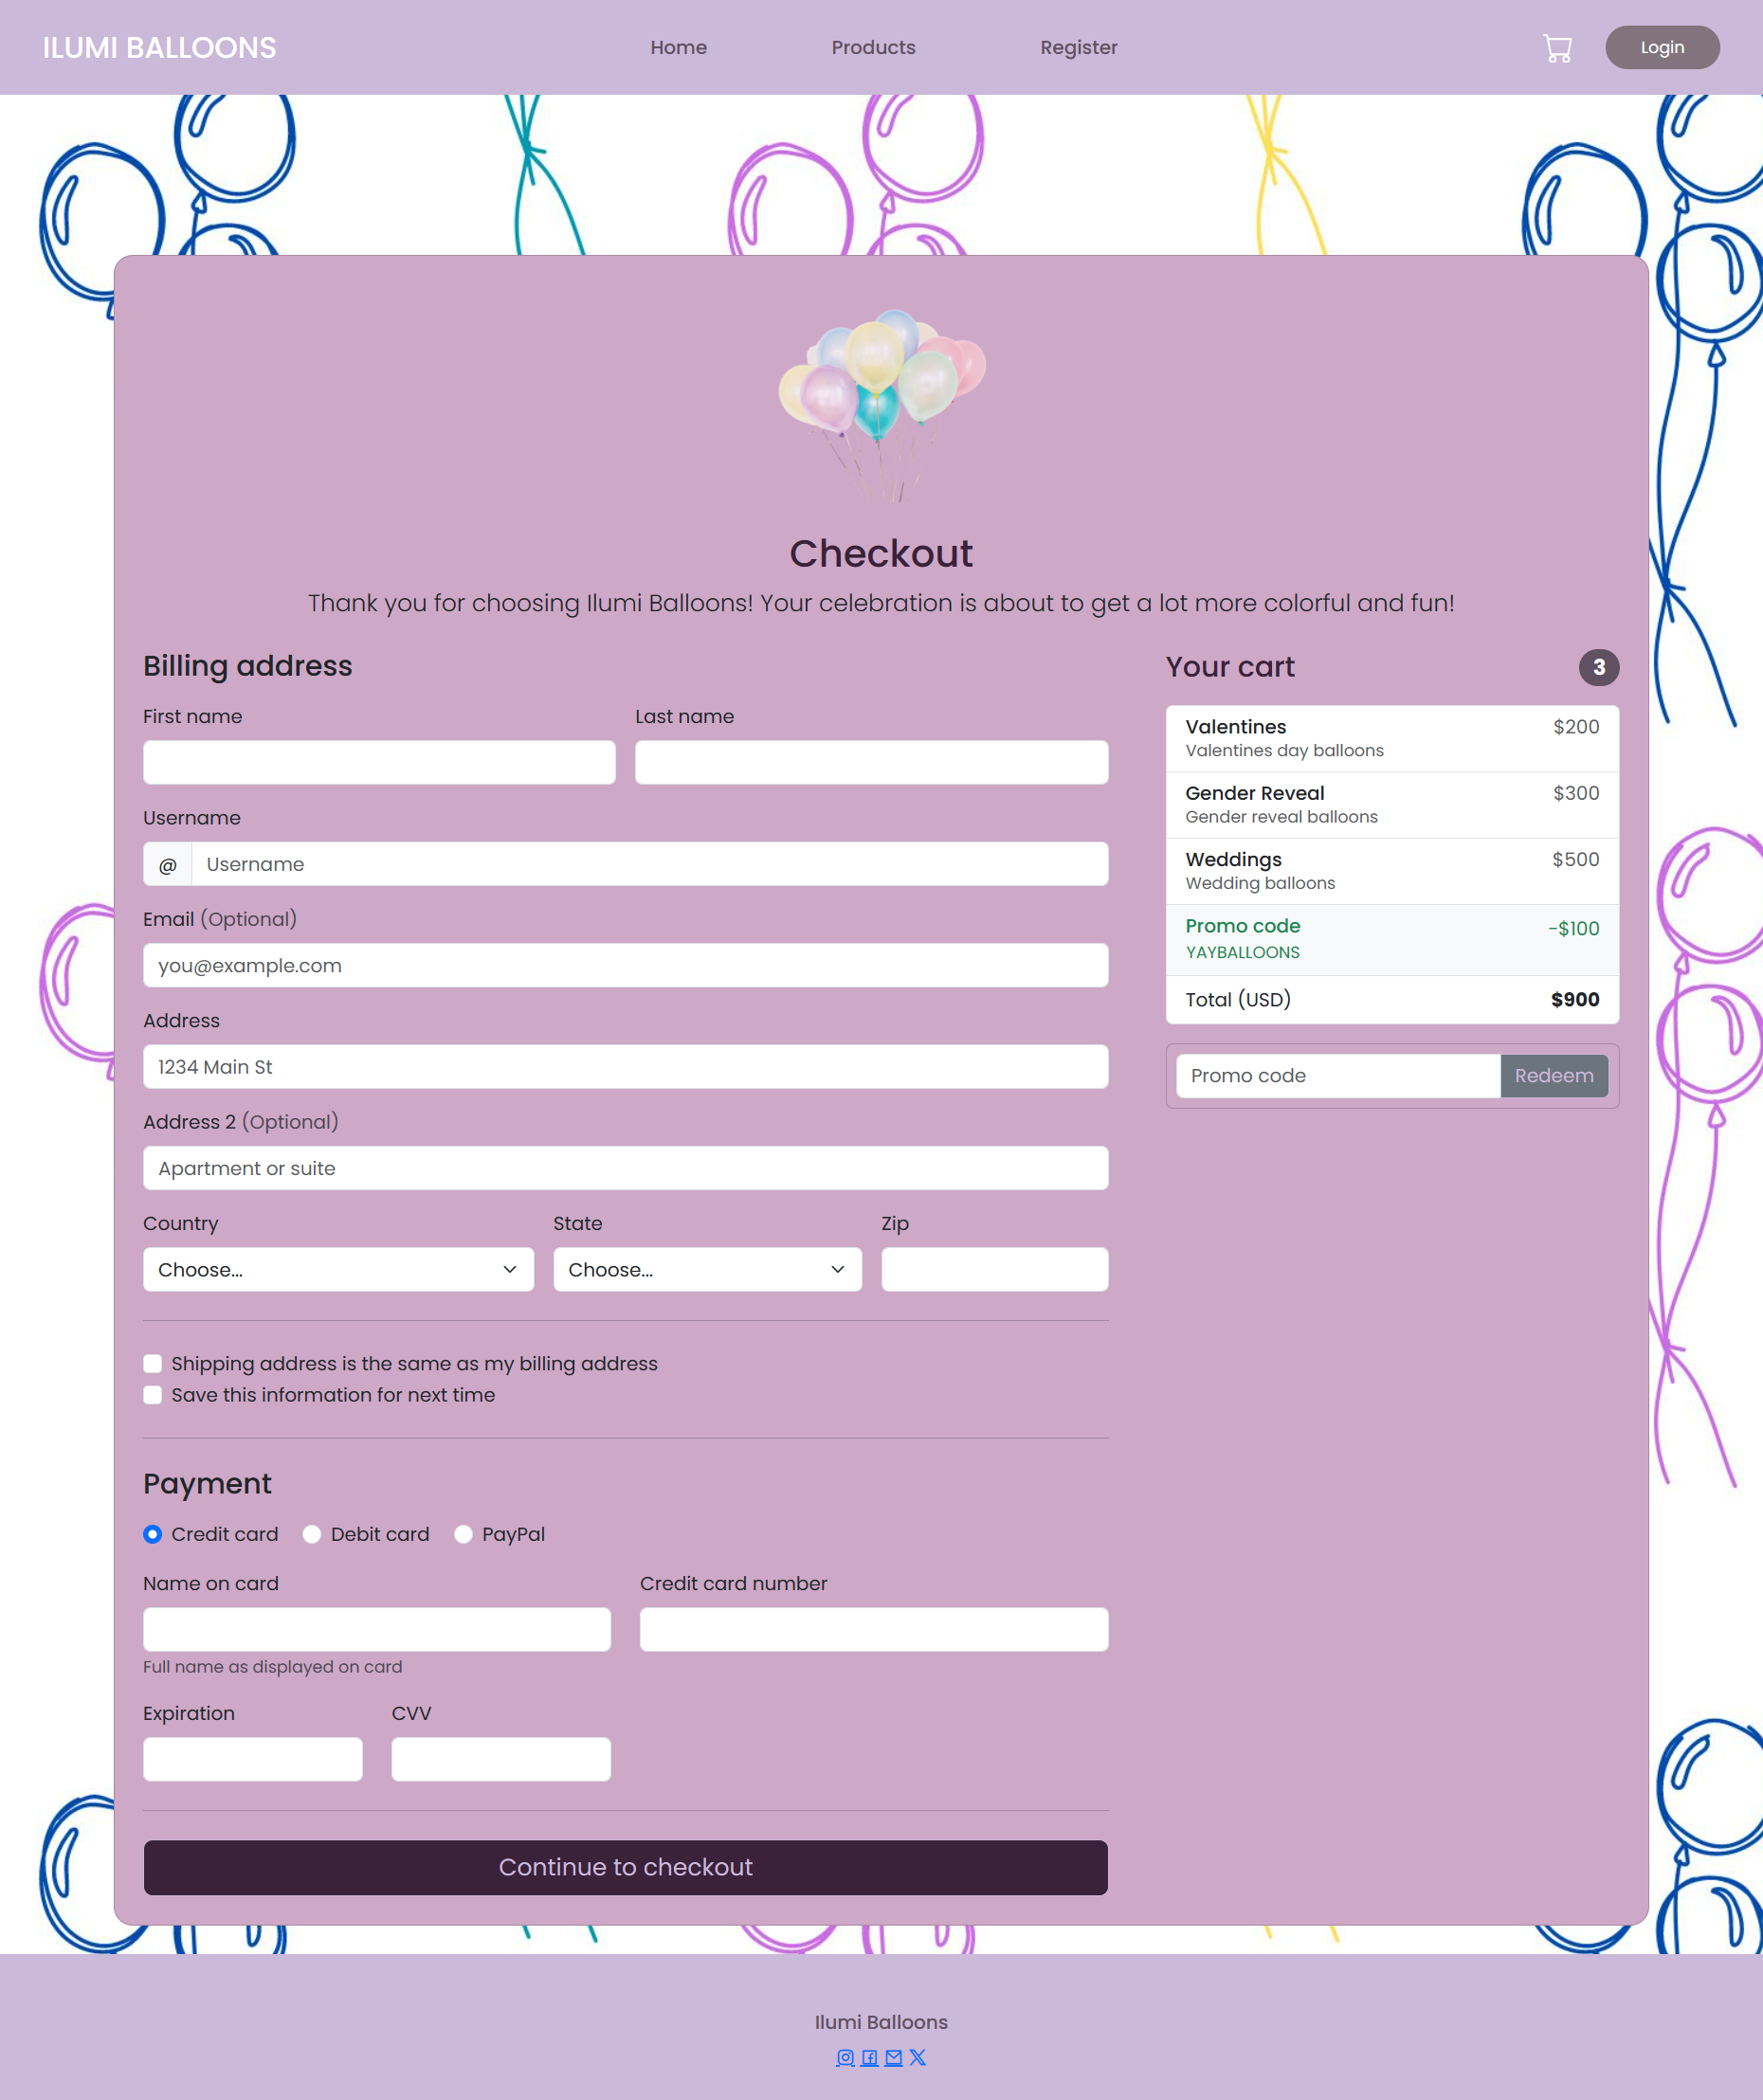 ILUMI BALLOONS
Home
Products
Register
Login
Checkout
Thank you for choosing Ilumi Balloons! Your celebration is about to get a lot more colorful and fun!
Billing address
First name
Last name
Username
@
Username
Email (Optional)
you@example.com
Address
1234 Main St
Address 2 (Optional)
Apartment or suite
Country
State
Zip
Choose...
Choose...
Shipping address is the same as my billing address
Save this information for next time
Payment
Credit card
Debit card
PayPal
Name on card
Credit card number
Full name as displayed on card
Expiration
CVV
Continue to checkout
Your cart
3
Valentines
$200
Valentines day balloons
Gender Reveal
$300
Gender reveal balloons
Weddings
$500
Wedding balloons
Promo code
−$100
YAYBALLOONS
Total (USD)
$900
Promo code
Redeem
Ilumi Balloons